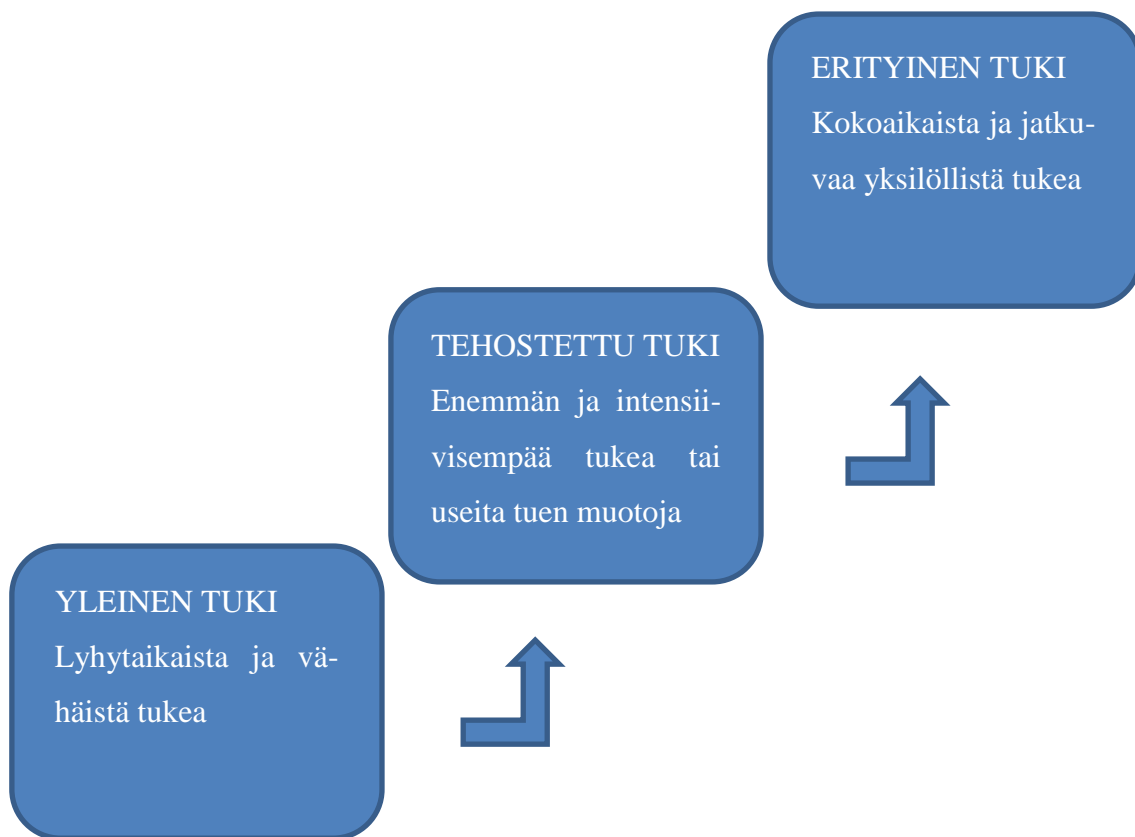 ERITYINEN TUKI
Kokoaikaista ja jatku-
vaa yksilöllistä tukea
TEHOSTETTU TUKI
Enemmän ja intensii-
visempää tukea tai
useita tuen muotoja
YLEINEN TUKI
Lyhytaikaista ja vä-
häistä tukea